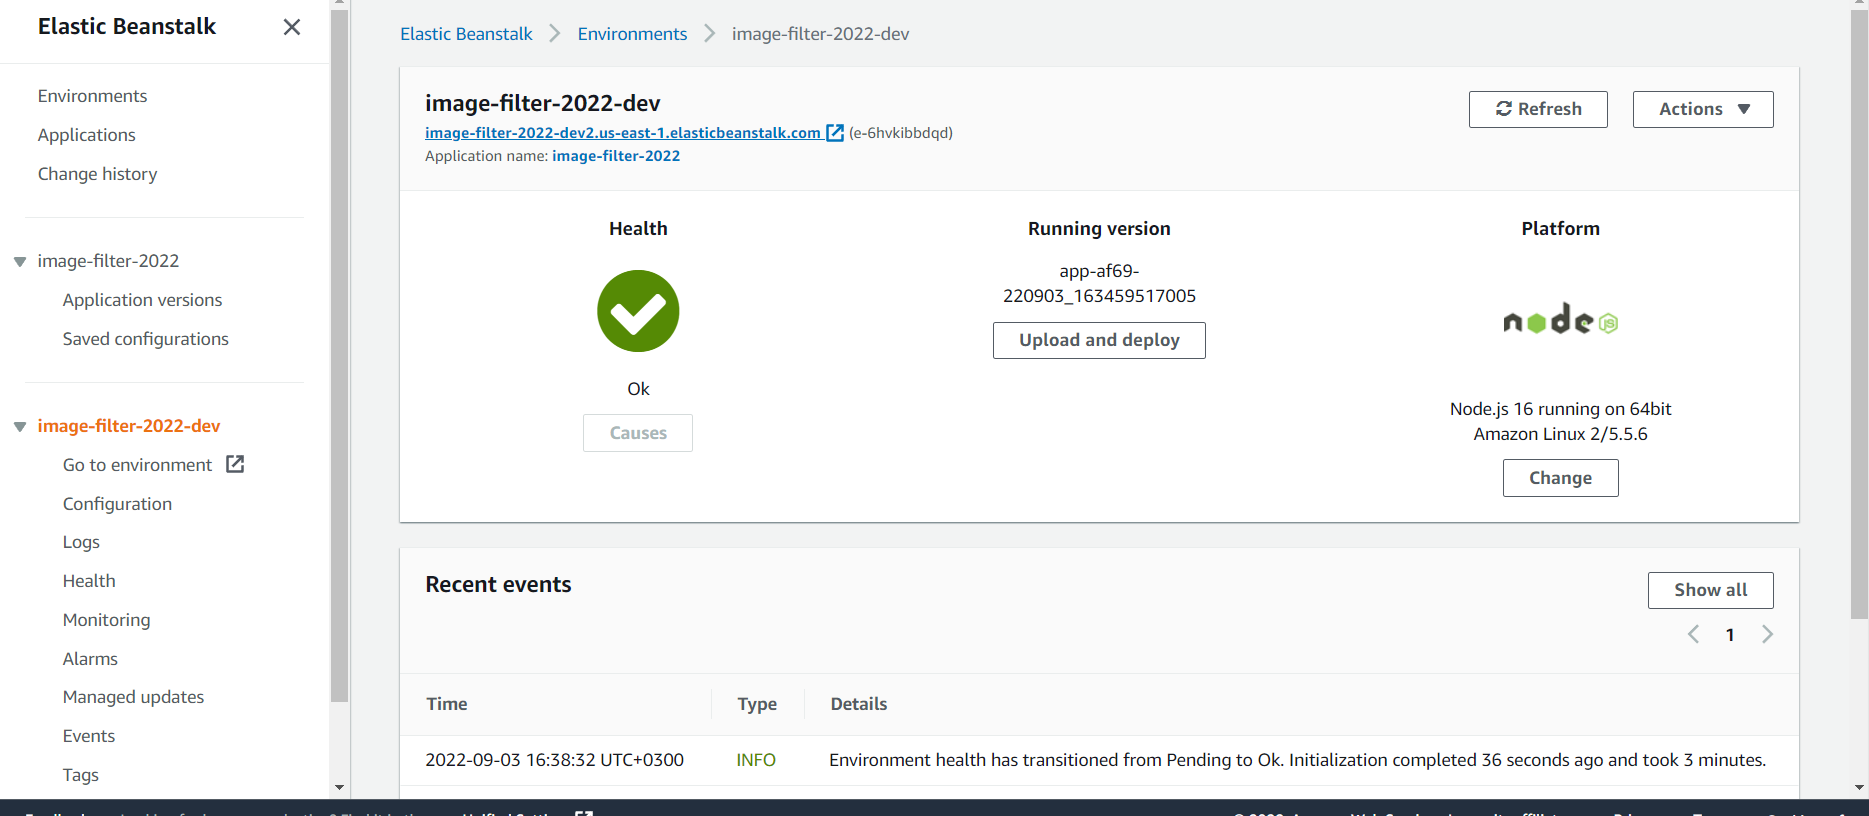 Elastic Beanstalk
Environments
Applications
Change history
image-filter-2022
Application versions
Saved configurations
image-filter-2022-dev
Go to environment
Configuration
Logs
Health
Monitoring
Alarms
Managed updates
Events
Tags
Elastic Beanstalk Environments image-filter-2022-dev
image-filter-2022-dev
image-filter-2022-dev2.us-east-1.elasticbeanstalk.com (e-6hvkibbdqd)
Application name: image-filter-2022
Refresh
Actions
Health
Ok
Causes
Running version
app-af69-
220903_163459517005
Upload and deploy
Platform
node JS
Node.js 16 running on 64bit
Amazon Linux 2/5.5.6
Change
Recent events
Show all
1
Time Type Details
2022-09-03 16:38:32 UTC+0300 INFO Environment health has transitioned from Pending to Ok. Initialization completed 36 seconds ago and took 3 minutes.